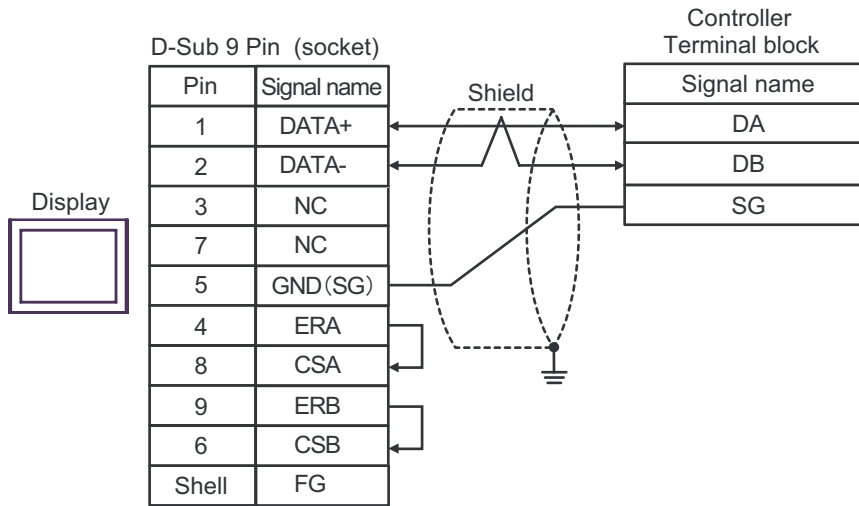 Controller
Terminal block
D-Sub 9 Pin (socket)
Pin Signal name Shield Signal name
1 DATA+ DA
2 DATA- DB
Display 3 NC SG
7 NC
5 GND(SG)
4 ERA
8 CSA
9 ERB
6 CSB
Shell FG